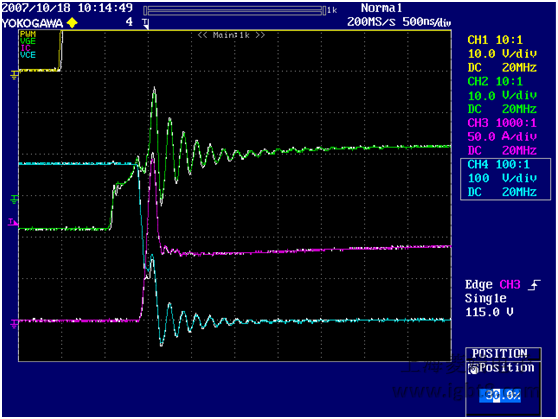 2007/10/18 10:14:49
Normal
YOKOGAWA 4
1k
200MS/s 500ns/div
<< Main:1k >>
PWM
VGE
IC
VCE
CH1 10:1
10.0 V/div
DC 20MHz
CH2 10:1
10.0 V/div
DC 20MHz
CH3 1000:1
50.0 A/div
DC 20MHz
CH4 100:1
100 V/div
DC 20MHz
Edge CH3
Single
115.0 V
POSITION
Position
30.0%